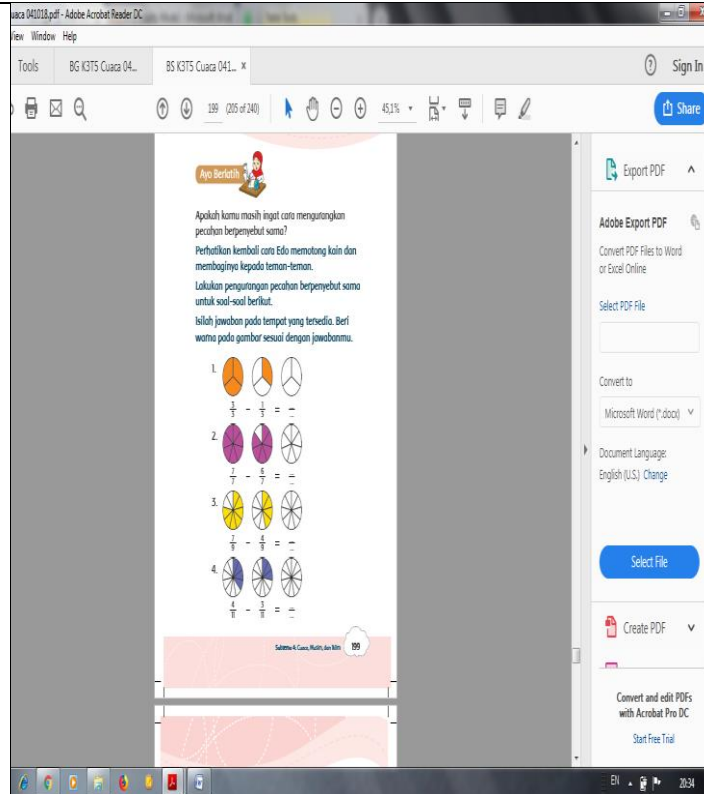 uaca 041018.pdf - Adobe Acrobat Reader DC
View Window Help
Tools BG K3T5 Cuaca 04... BS K3T5 Cuaca 041... × ? Sign In
199 (205 of 240) 45,1% Share
Ayo Berlatih
Apakah kamu masih ingat cara mengurangkan
pecahan berpenyebut sama?
Perhatikan kembali cara Edo memotong kain dan
membaginya kepada teman-teman.
Lakukan pengurangan pecahan berpenyebut sama
untuk soal-soal berikut.
Isilah jawaban pada tempat yang tersedia. Beri
warna pada gambar sesuai dengan jawabanmu.
1.
3/3 - 1/3 = —
2.
7/7 - 6/7 = —
3.
7/9 - 4/9 = —
4.
4/11 - 3/11 = —
Subtema 4: Cuaca, Musim, dan Iklim 199
Export PDF
Adobe Export PDF
Convert PDF Files to Word
or Excel Online
Select PDF File
Convert to
Microsoft Word (*.docx)
Document Language:
English (U.S.) Change
Select File
Create PDF
Convert and edit PDFs
with Acrobat Pro DC
Start Free Trial
EN 20:34